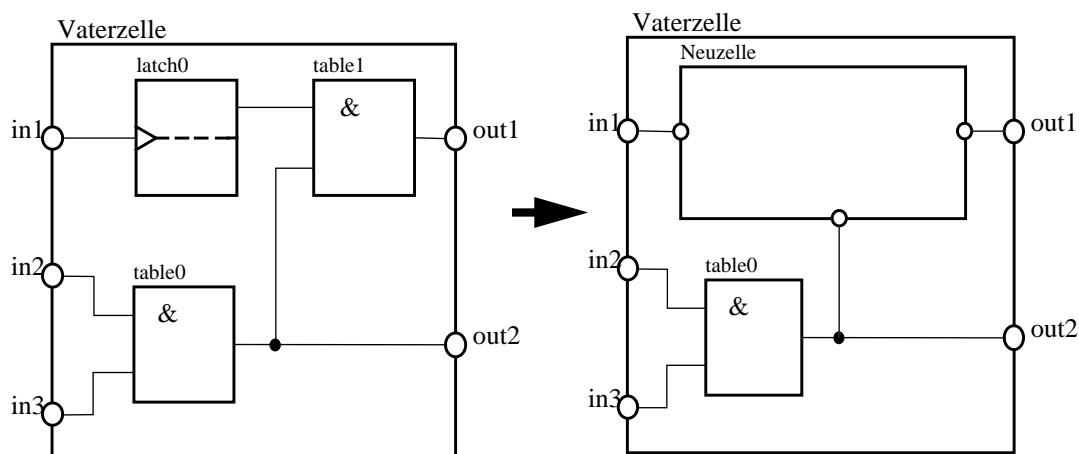 Vaterzelle
latch0
table1
&
in1
out1
in2
table0
&
out2
in3
Vaterzelle
Neuzelle
in1
out1
in2
table0
&
out2
in3